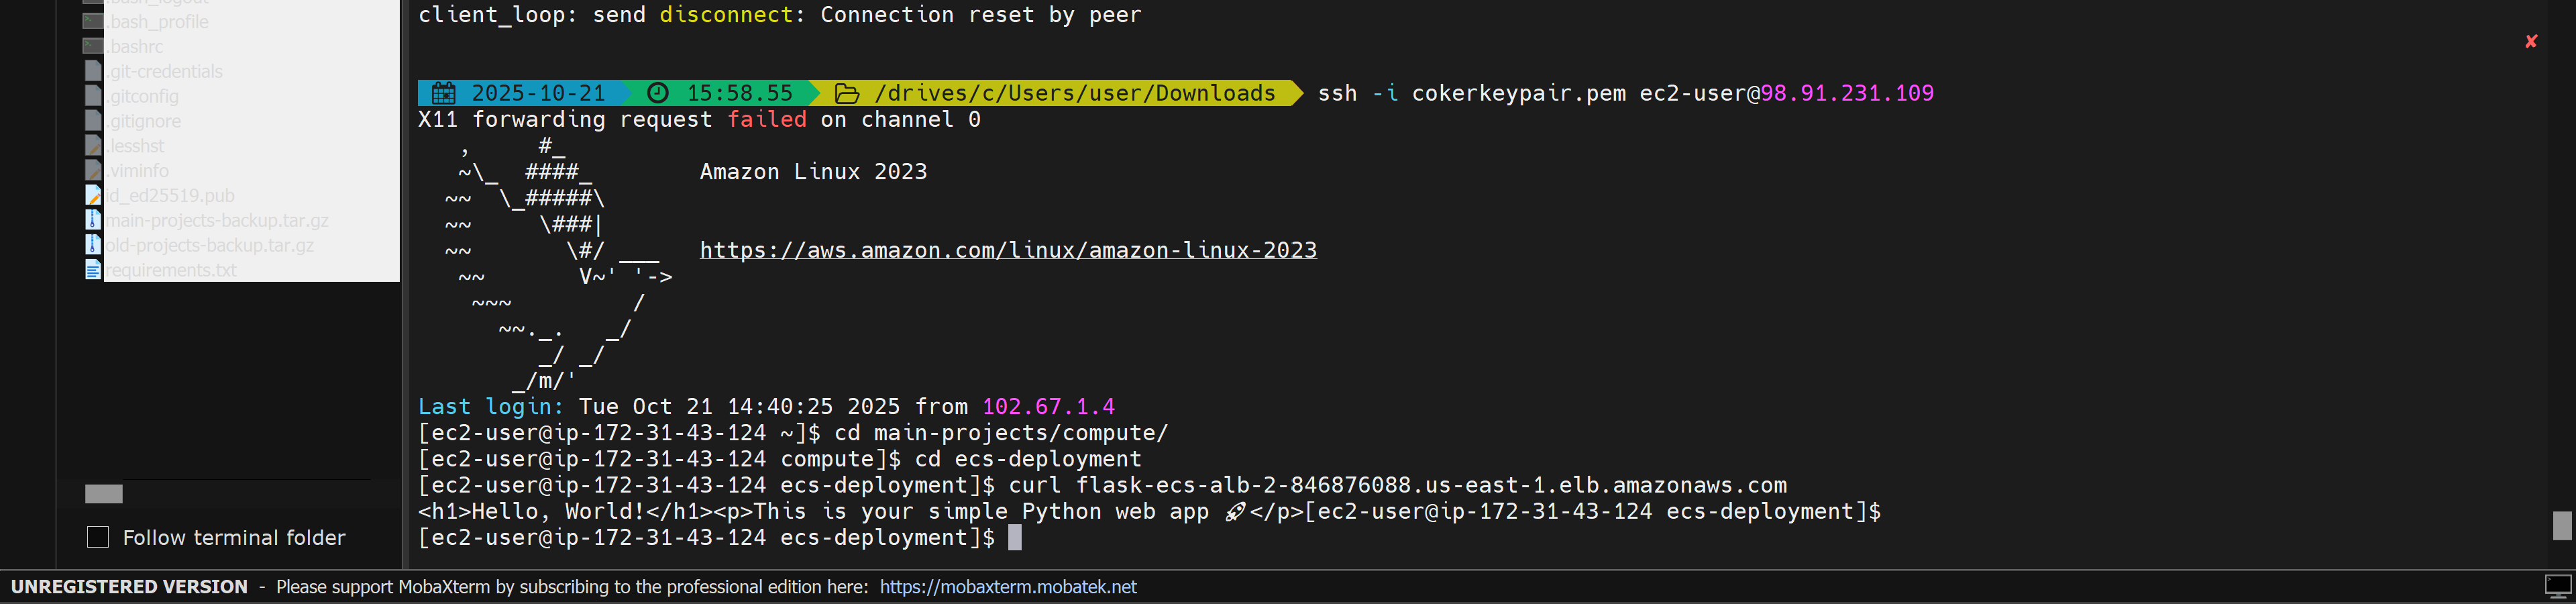 .bash_logout
.bash_profile
.bashrc
.git-credentials
.gitconfig
.gitignore
.lesshst
.viminfo
id_ed25519.pub
main-projects-backup.tar.gz
old-projects-backup.tar.gz
requirements.txt
Follow terminal folder
client_loop: send disconnect: Connection reset by peer
2025-10-21 15:58.55 /drives/c/Users/user/Downloads ssh -i cokerkeypair.pem ec2-user@98.91.231.109
X11 forwarding request failed on channel 0
   ,     #_
   ~\_  ####_        Amazon Linux 2023
  ~~  \_#####\
  ~~     \###|
  ~~       \#/ ___   https://aws.amazon.com/linux/amazon-linux-2023
   ~~       V~' '->
    ~~~         /
      ~~._.   _/
         _/ _/
       _/m/'
Last login: Tue Oct 21 14:40:25 2025 from 102.67.1.4
[ec2-user@ip-172-31-43-124 ~]$ cd main-projects/compute/
[ec2-user@ip-172-31-43-124 compute]$ cd ecs-deployment
[ec2-user@ip-172-31-43-124 ecs-deployment]$ curl flask-ecs-alb-2-846876088.us-east-1.elb.amazonaws.com
<h1>Hello, World!</h1><p>This is your simple Python web app 🚀</p>[ec2-user@ip-172-31-43-124 ecs-deployment]$
[ec2-user@ip-172-31-43-124 ecs-deployment]$
UNREGISTERED VERSION - Please support MobaXterm by subscribing to the professional edition here: https://mobaxterm.mobatek.net